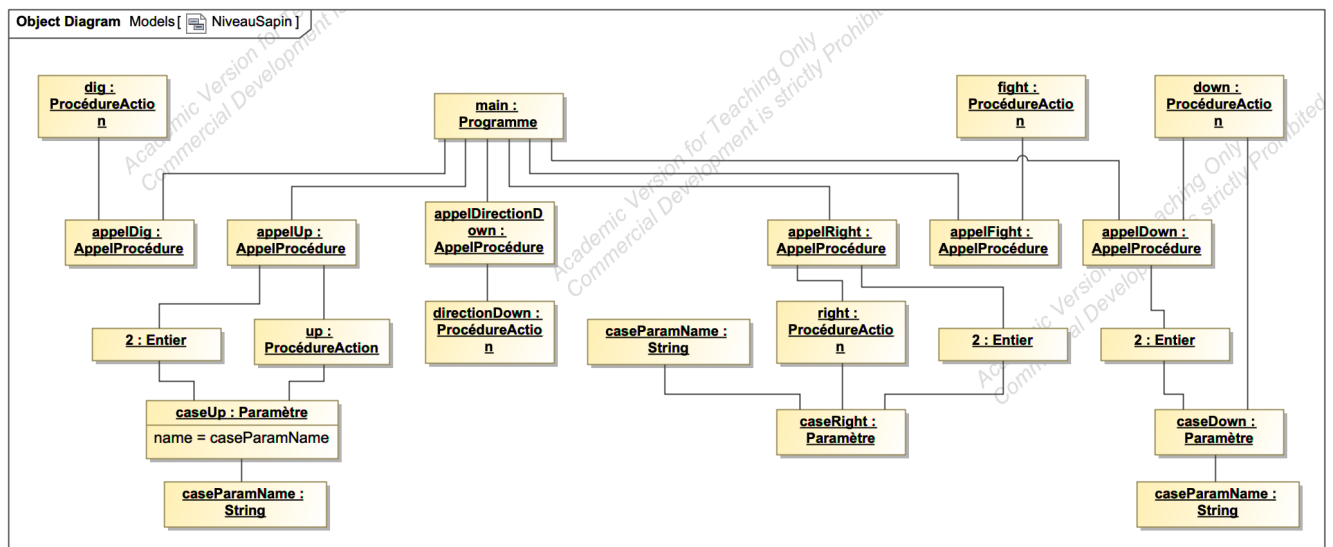 Object Diagram Models [ NiveauSapin ]
dig :
ProcédureActio
n
main :
Programme
fight :
ProcédureActio
n
down :
ProcédureActio
n
appelDig :
AppelProcédure
appelUp :
AppelProcédure
appelDirectionD
own :
AppelProcédure
appelRight :
AppelProcédure
appelFight :
AppelProcédure
appelDown :
AppelProcédure
2 : Entier
up :
ProcédureAction
directionDown :
ProcédureActio
n
caseParamName :
String
right :
ProcédureActio
n
2 : Entier
2 : Entier
caseUp : Paramètre
name = caseParamName
caseRight :
Paramètre
caseDown :
Paramètre
caseParamName :
String
caseParamName :
String
Academic Version for Teaching Only
Commercial Development is strictly Prohibited